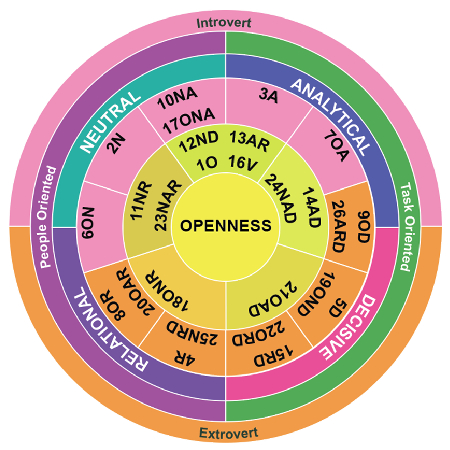 Introvert
NEUTRAL
ANALYTICAL
10NA
17ONA
3A
2N
7OA
12ND
13AR
1O
16V
24NAD
14AD
11NR
23NAR
6ON
9OD
26ARD
People Oriented
OPENNESS
Task Oriented
18ONR
21OAD
8OR
20OAR
5D
19OND
25NRD
4R
22ORD
15RD
RELATIONAL
DECISIVE
Extrovert